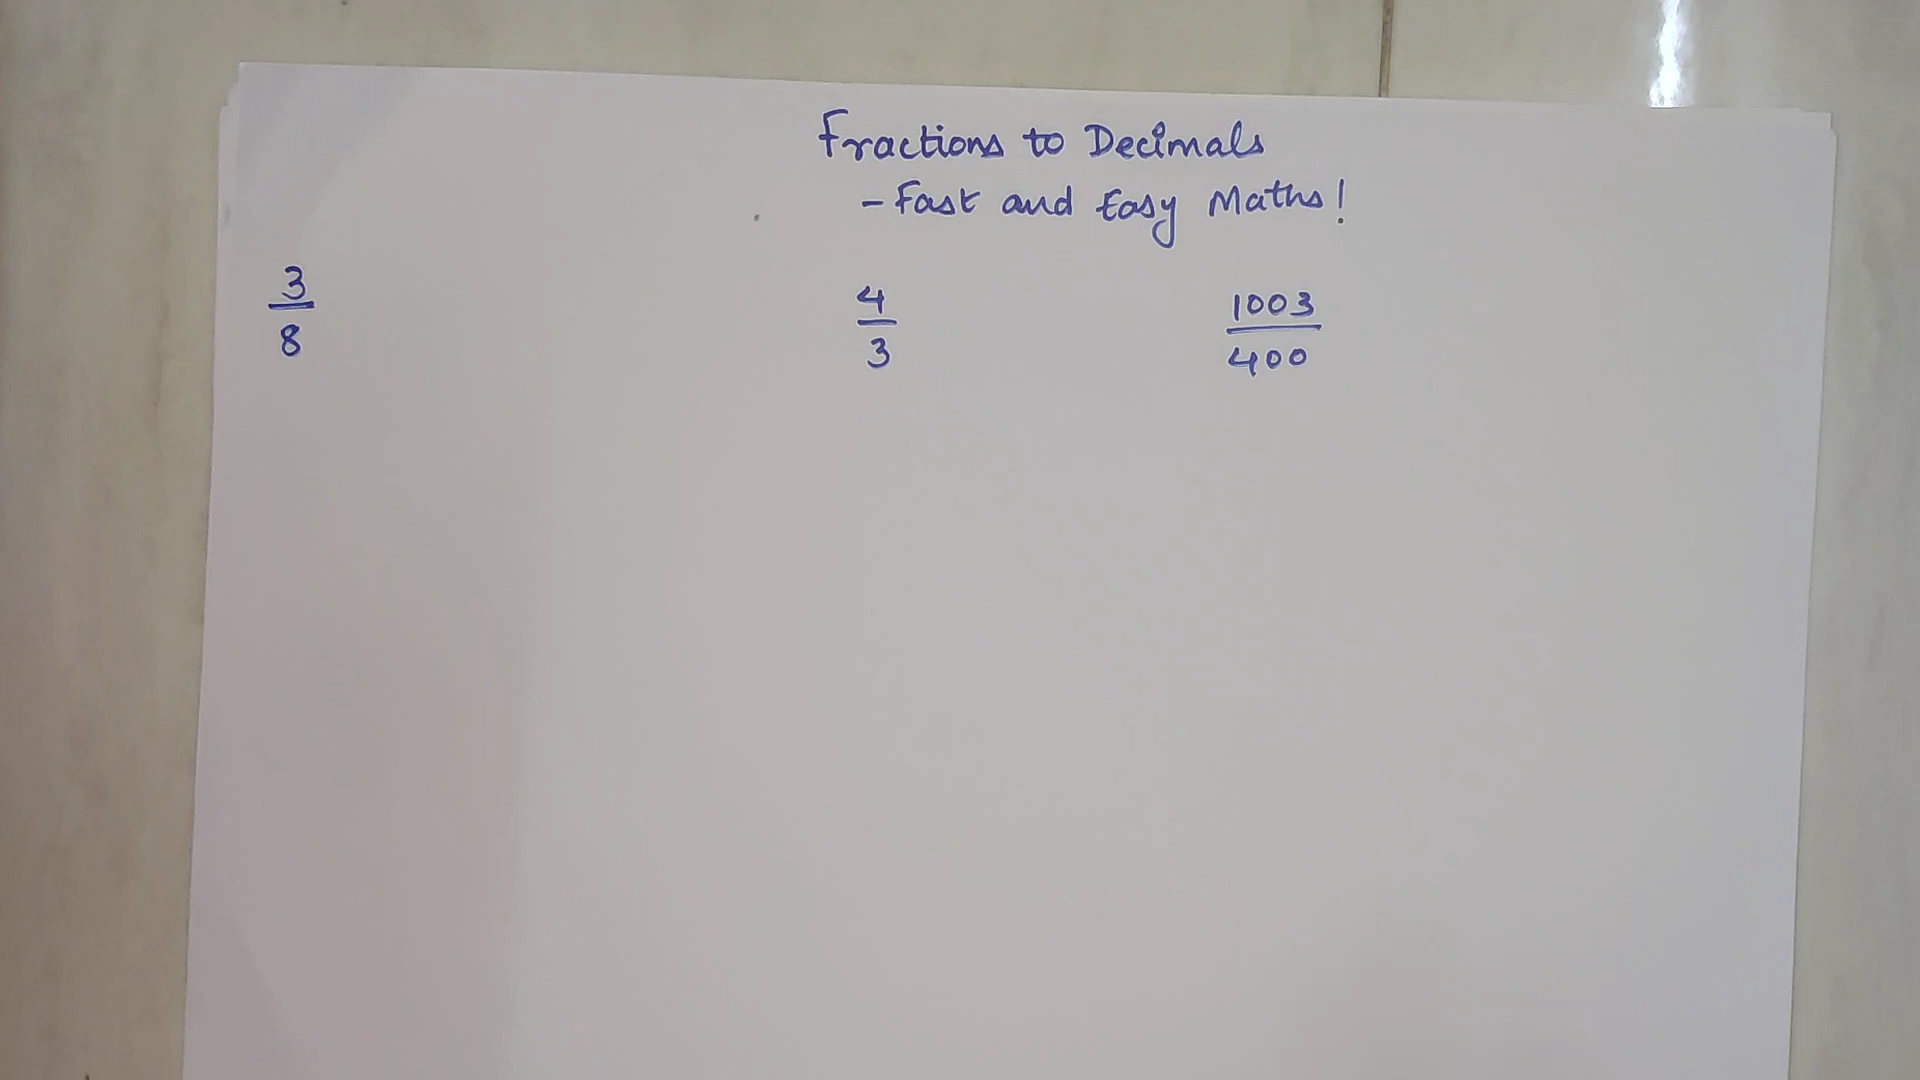 Fractions to Decimals
- Fast and Easy Maths!
3/8
4/3
1003/400